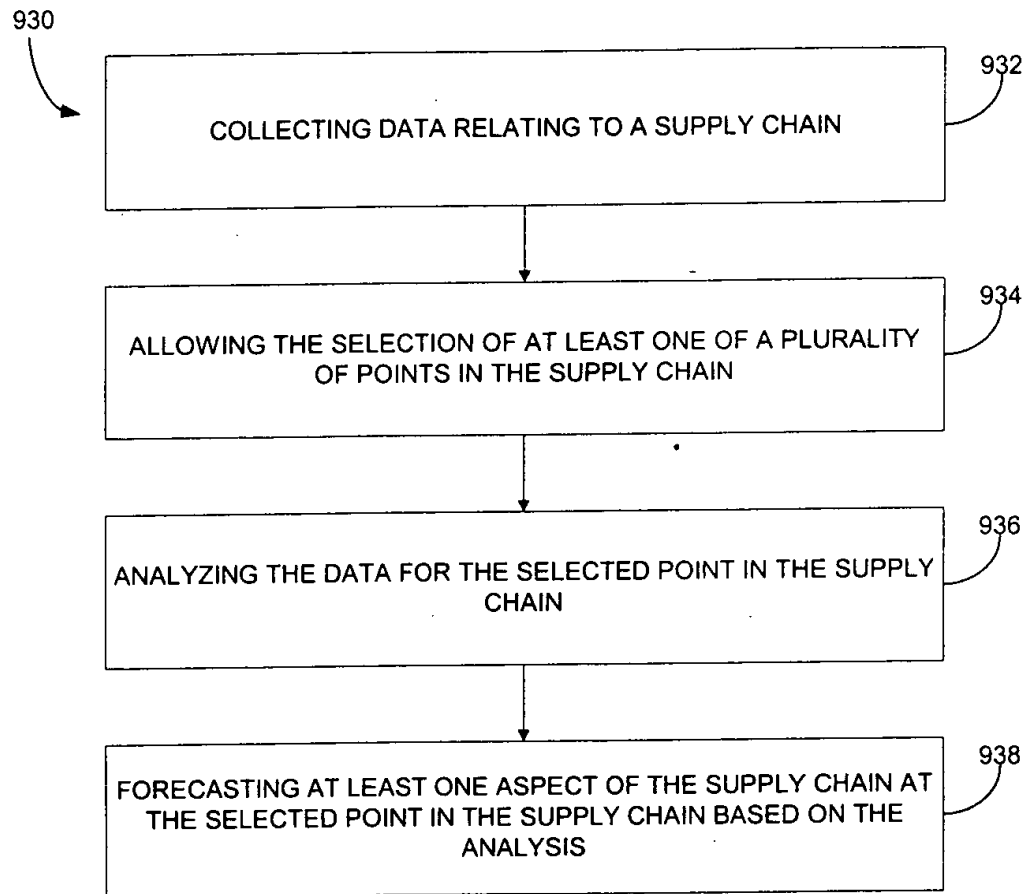 930
932
COLLECTING DATA RELATING TO A SUPPLY CHAIN
934
ALLOWING THE SELECTION OF AT LEAST ONE OF A PLURALITY
OF POINTS IN THE SUPPLY CHAIN
936
ANALYZING THE DATA FOR THE SELECTED POINT IN THE SUPPLY
CHAIN
938
FORECASTING AT LEAST ONE ASPECT OF THE SUPPLY CHAIN AT
THE SELECTED POINT IN THE SUPPLY CHAIN BASED ON THE
ANALYSIS